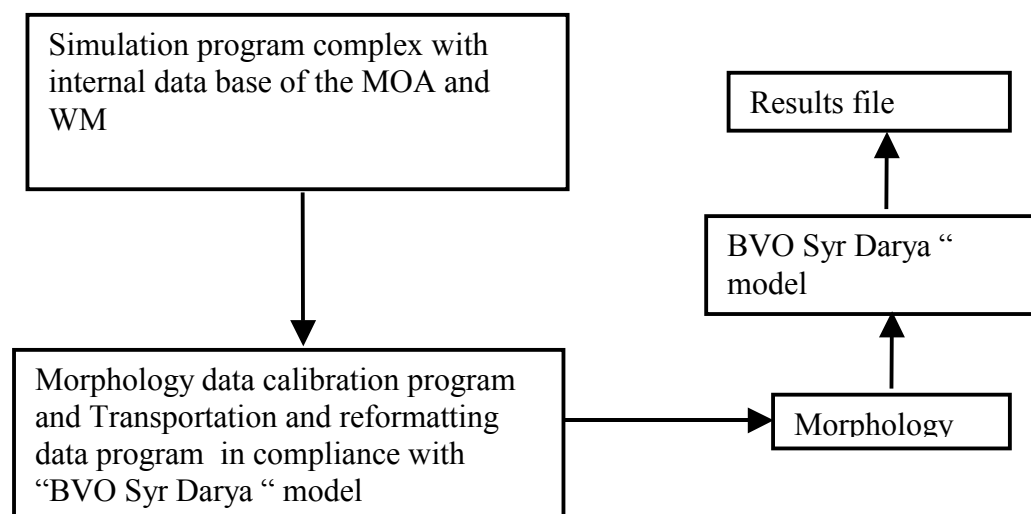 Simulation program complex with
internal data base of the MOA and
WM
Results file
BVO Syr Darya “
model
Morphology data calibration program
and Transportation and reformatting
data program in compliance with
“BVO Syr Darya “ model
Morphology